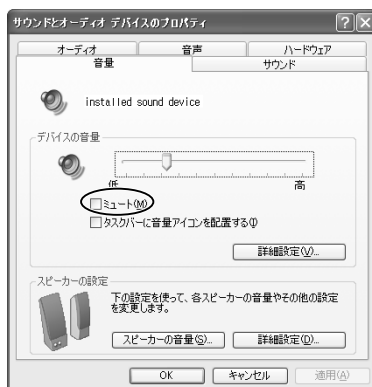 サウンドとオーディオ デバイスのプロパティ
オーディオ 音声 ハードウェア
音量 サウンド
installed sound device
デバイスの音量
低 高
ミュート(M)
タスクバーに音量アイコンを配置する(I)
詳細設定(V)...
スピーカーの設定
下の設定を使って、各スピーカーの音量やその他の設定
を変更します。
スピーカーの音量(S)... 詳細設定(D)...
OK キャンセル 適用(A)